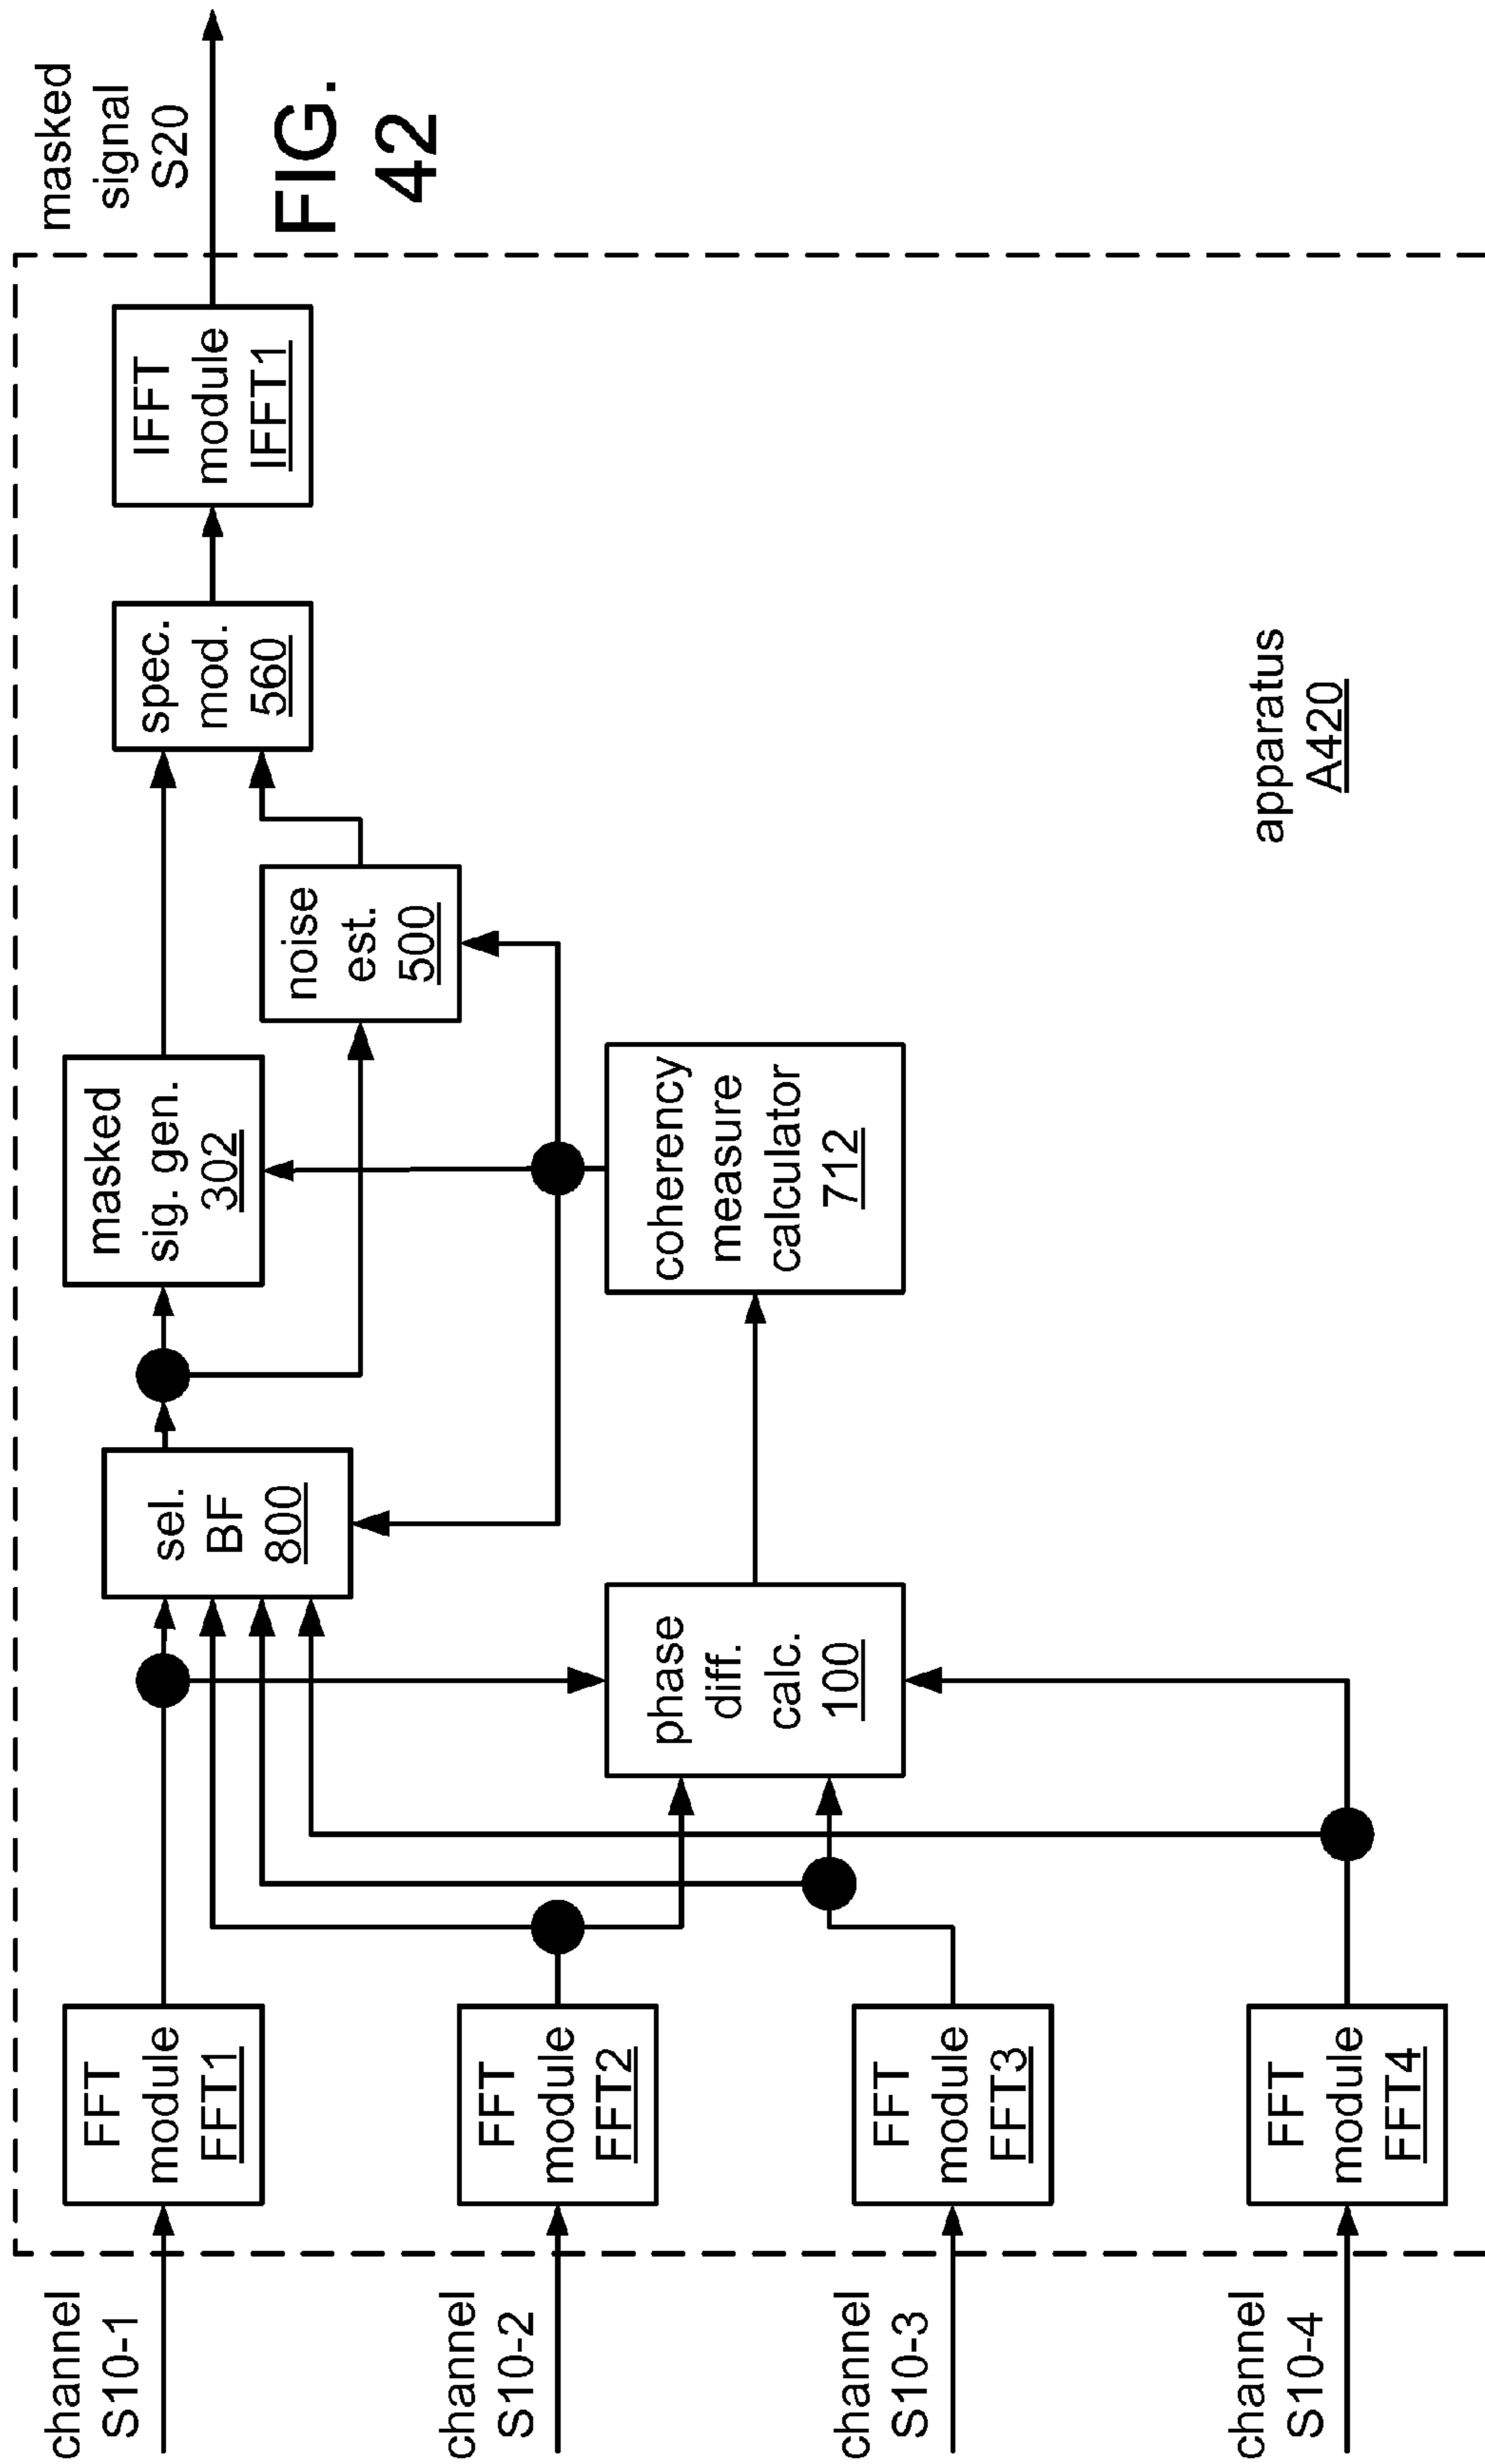 channel
S10-1
FFT
module
FFT1
channel
S10-2
FFT
module
FFT2
channel
S10-3
FFT
module
FFT3
channel
S10-4
FFT
module
FFT4
sel.
BF
800
phase
diff.
calc.
100
masked
sig. gen.
302
coherency
measure
calculator
712
noise
est.
500
spec.
mod.
560
IFFT
module
IFFT1
apparatus
A420
masked
signal
S20
FIG.
42